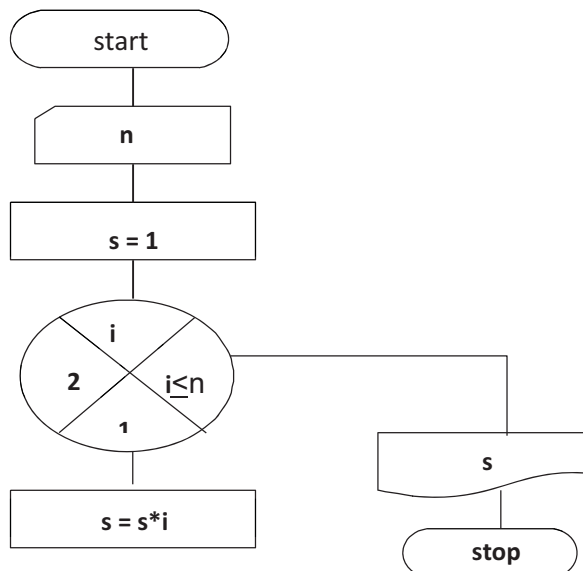 start
n
s = 1
i
2
i≤n
1
s = s*i
s
stop